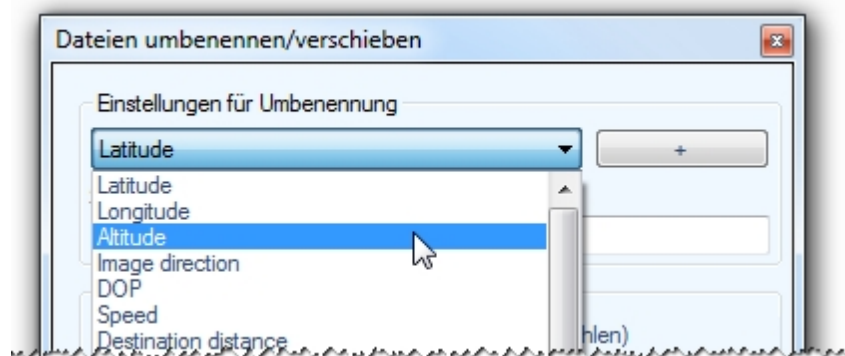 Dateien umbenennen/verschieben
Einstellungen für Umbenennung
Latitude
+
Latitude
Longitude
Altitude
Image direction
DOP
Speed
Destination distance
hlen)